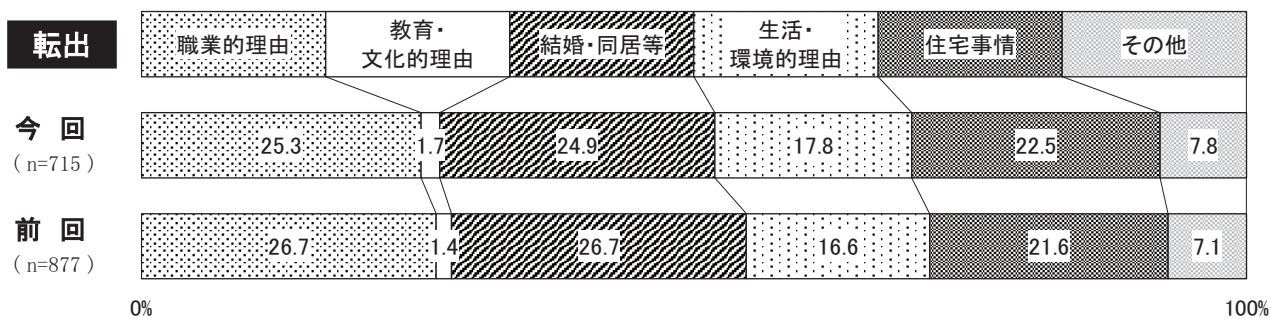 転出
職業的理由
教育・
文化的理由
結婚・同居等
生活・
環境的理由
住宅事情
その他
今 回
( n=715 )
25.3
1.7
24.9
17.8
22.5
7.8
前 回
( n=877 )
26.7
1.4
26.7
16.6
21.6
7.1
0%
100%